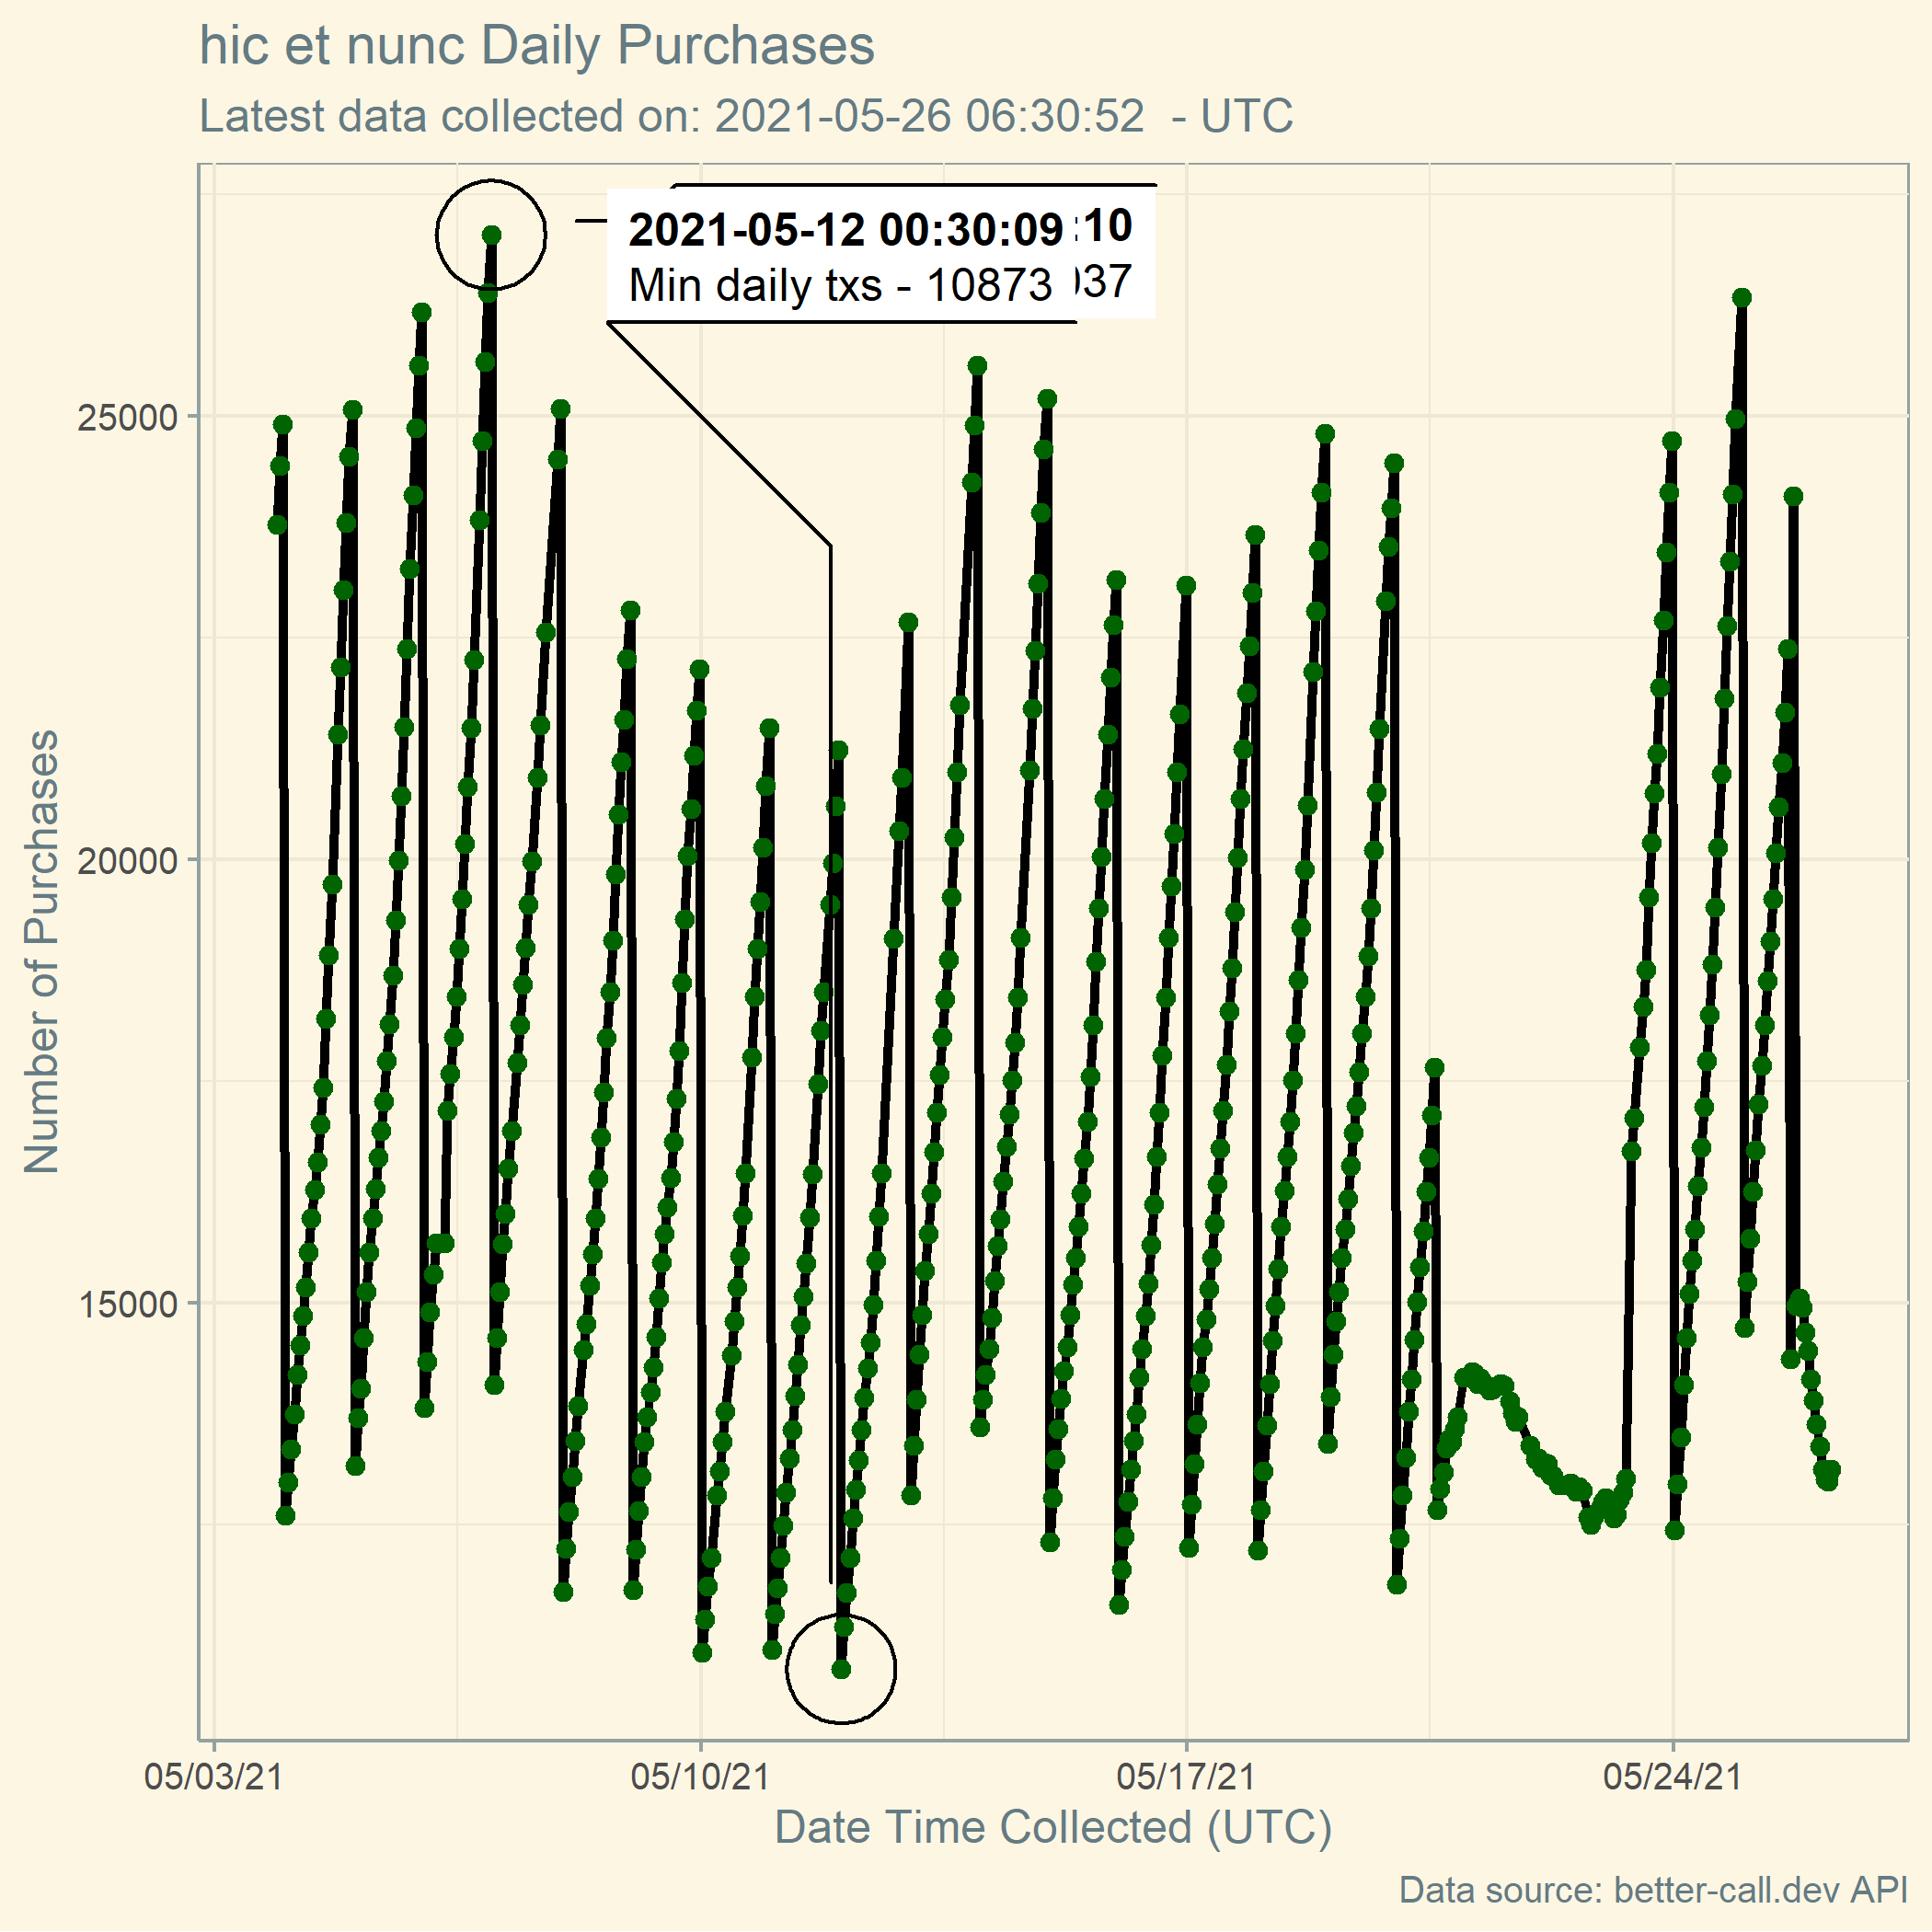 hic et nunc Daily Purchases
Latest data collected on: 2021-05-26 06:30:52 - UTC
2021-05-12 00:30:09 :10
Min daily txs - 10873 037
25000
20000
15000
Number of Purchases
05/03/21 05/10/21 05/17/21 05/24/21
Date Time Collected (UTC)
Data source: better-call.dev API